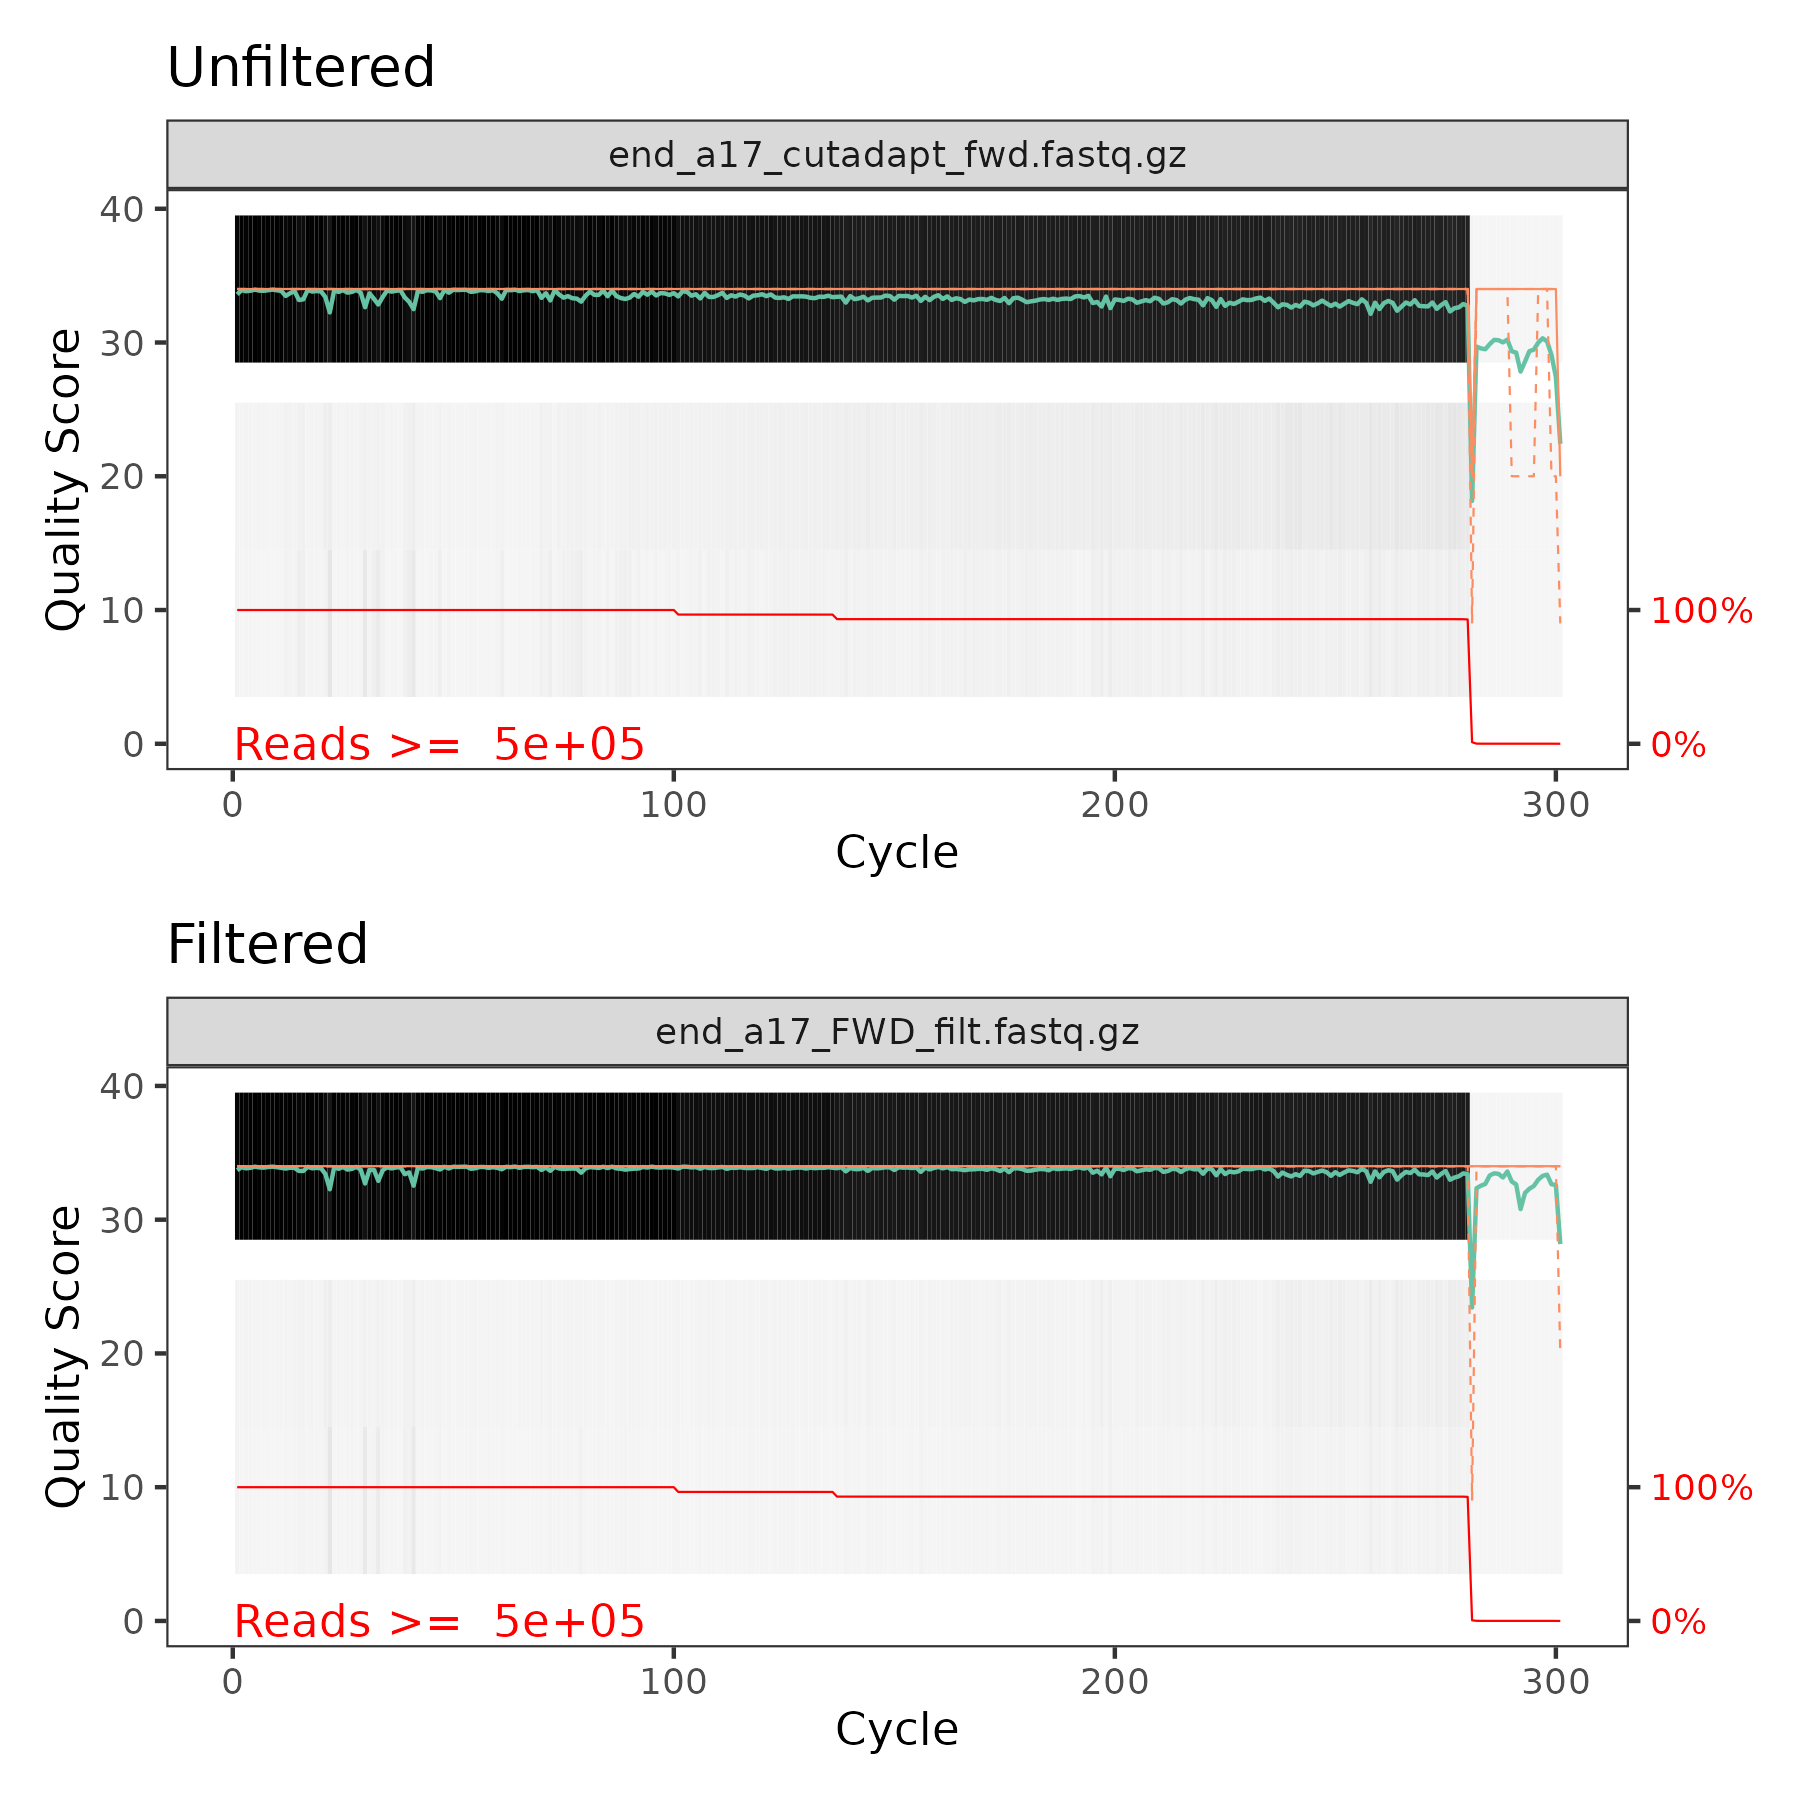 Unfiltered
end_a17_cutadapt_fwd.fastq.gz
40
30
20
10
0
Quality Score
100%
0%
Reads >= 5e+05
0 100 200 300
Cycle
Filtered
end_a17_FWD_filt.fastq.gz
40
30
20
10
0
Quality Score
100%
0%
Reads >= 5e+05
0 100 200 300
Cycle